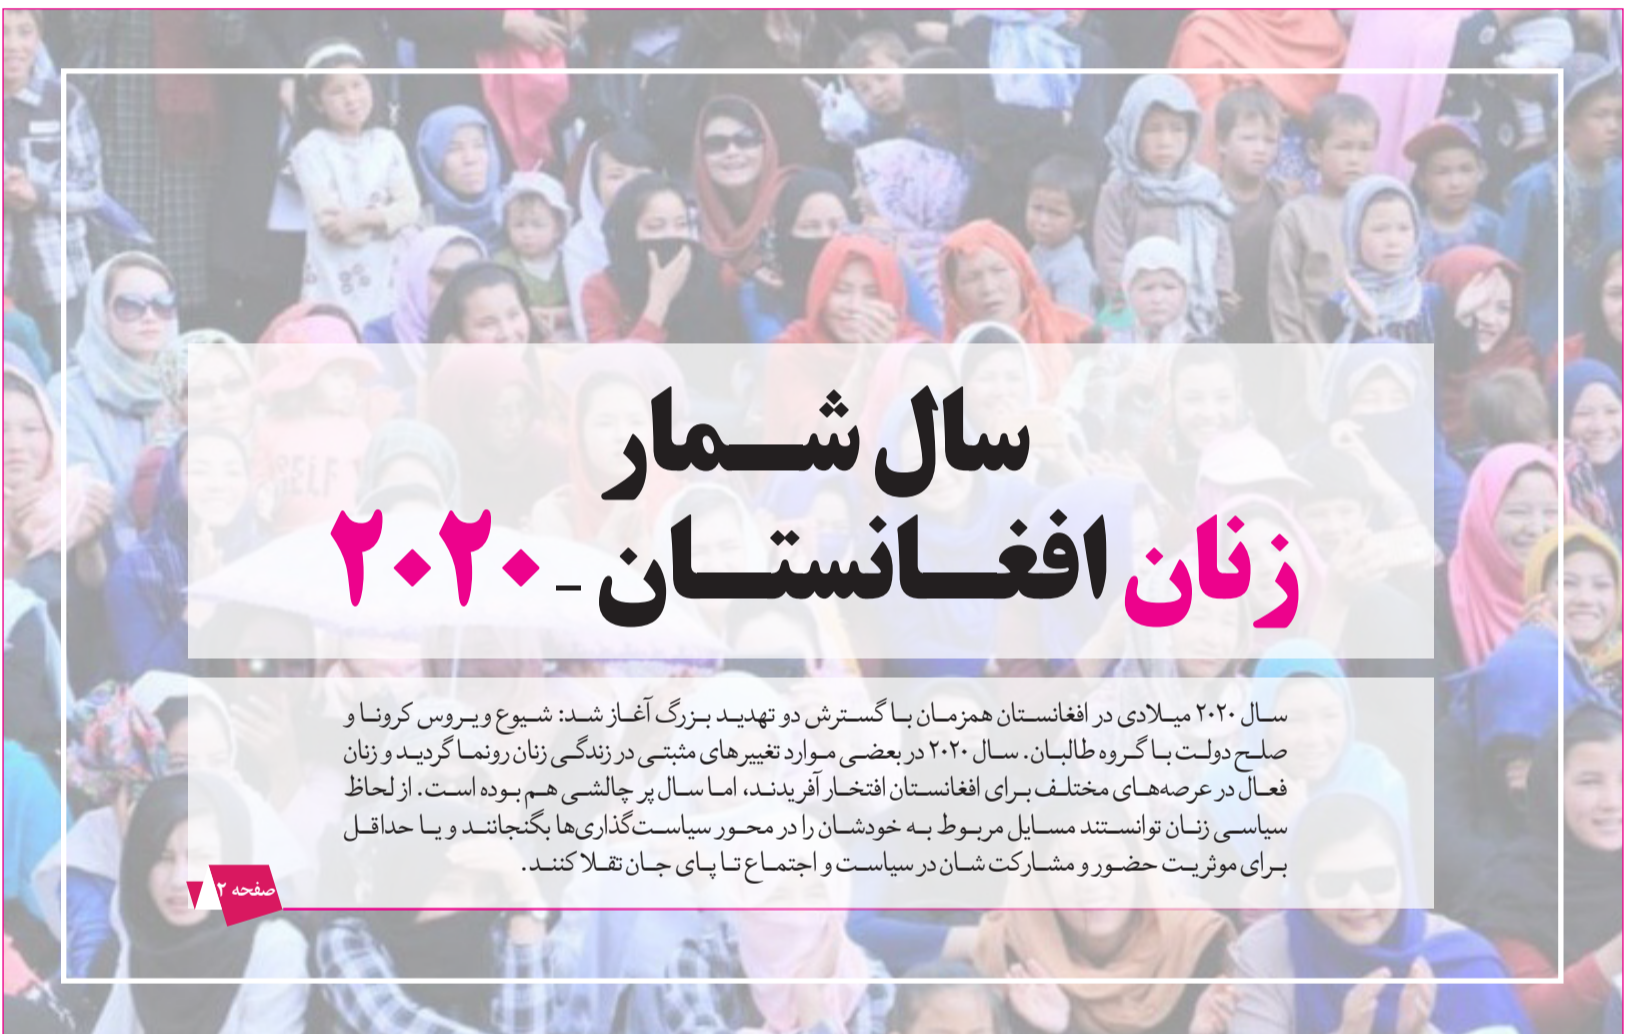 سال شمار
زنان افغانستان - ۲۰۲۰
سال ۲۰۲۰ میلادی در افغانستان همزمان با گسترش دو تهدید بزرگ آغاز شد: شیوع ویروس کرونا و
صلح دولت با گروه طالبان. سال ۲۰۲۰ در بعضی موارد تغییرهای مثبتی در زندگی زنان رونما گردید و زنان
فعال در عرصه‌های مختلف برای افغانستان افتخار آفریدند، اما سال پر چالشی هم بوده است. از لحاظ
سیاسی زنان توانستند مسایل مربوط به خودشان را در محور سیاست‌گذاری‌ها بگنجانند و یا حداقل
برای موثریت حضور و مشارکت شان در سیاست و اجتماع تا پای جان تقلا کنند.
صفحه ۲